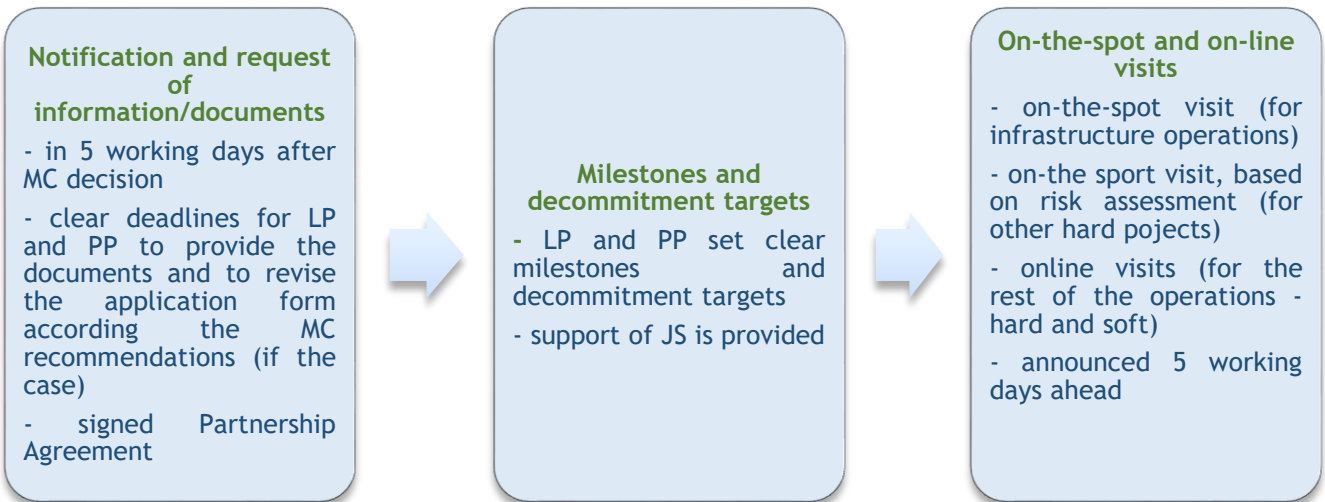 Notification and request
of
information/documents
- in 5 working days after
MC decision
- clear deadlines for LP
and PP to provide the
documents and to revise
the application form
according the MC
recommendations (if the
case)
- signed Partnership
Agreement
Milestones and
decommitment targets
- LP and PP set clear
milestones and
decommitment targets
- support of JS is provided
On-the-spot and on-line
visits
- on-the-spot visit (for
infrastructure operations)
- on-the sport visit, based
on risk assessment (for
other hard pojects)
- online visits (for the
rest of the operations -
hard and soft)
- announced 5 working
days ahead